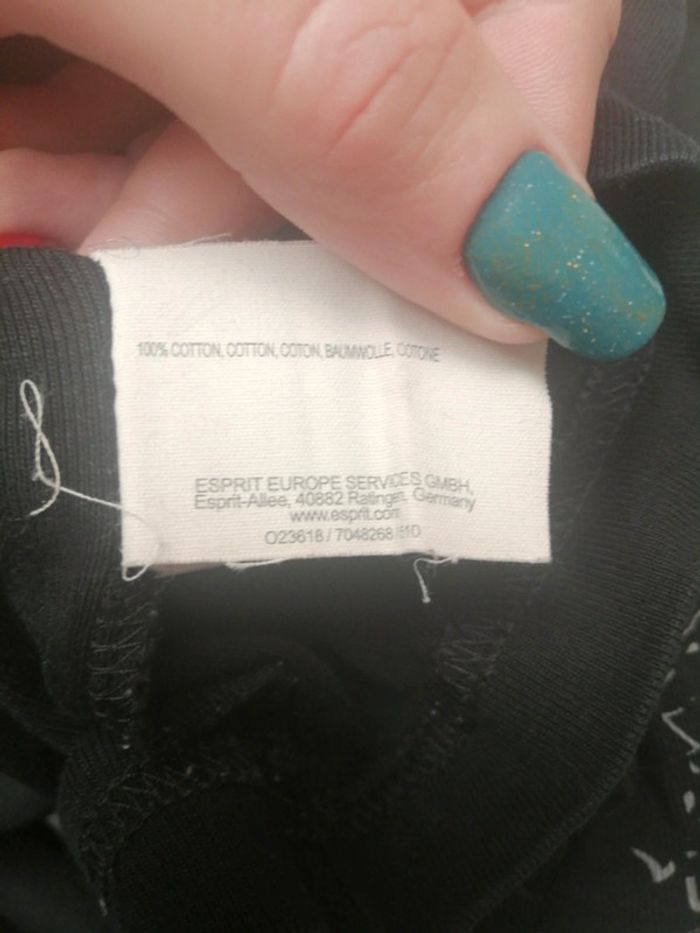 100% COTTON, COTTON, COTON, BAUMWOLLE, COTONE
ESPRIT EUROPE SERVICES GMBH,
Esprit-Allee, 40882 Ratingen, Germany
www.esprit.com
O23618 / 7048268 /